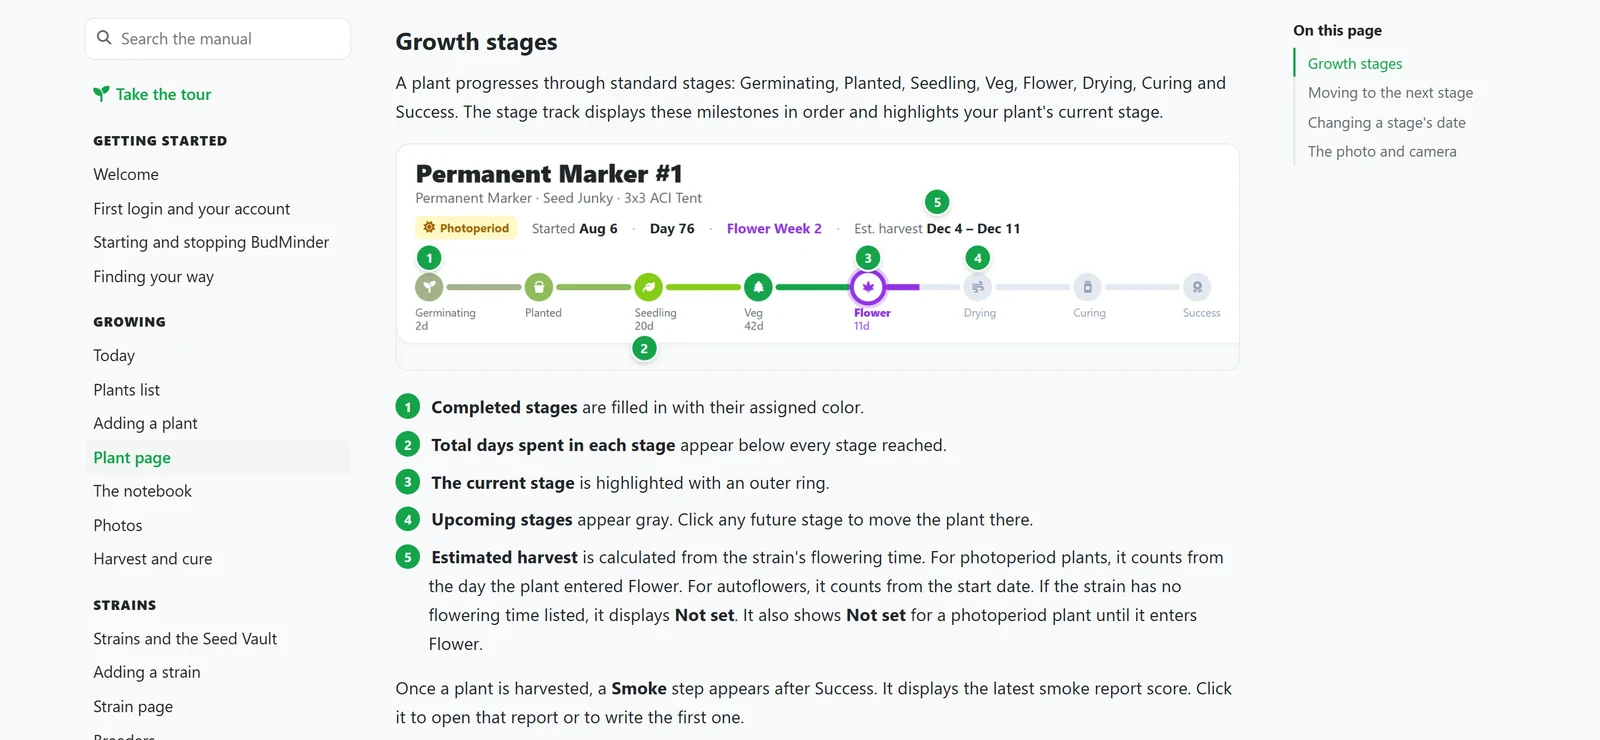 Search the manual
Take the tour
GETTING STARTED
Welcome
First login and your account
Starting and stopping BudMinder
Finding your way
GROWING
Today
Plants list
Adding a plant
Plant page
The notebook
Photos
Harvest and cure
STRAINS
Strains and the Seed Vault
Adding a strain
Strain page
Breeders
Growth stages
A plant progresses through standard stages: Germinating, Planted, Seedling, Veg, Flower, Drying, Curing and
Success. The stage track displays these milestones in order and highlights your plant's current stage.
Permanent Marker #1
Permanent Marker · Seed Junky · 3x3 ACI Tent
5
Photoperiod Started Aug 6 · Day 76 · Flower Week 2 · Est. harvest Dec 4 – Dec 11
1 3 4
Germinating Planted Seedling Veg Flower Drying Curing Success
2d 20d 42d 11d
2
1 Completed stages are filled in with their assigned color.
2 Total days spent in each stage appear below every stage reached.
3 The current stage is highlighted with an outer ring.
4 Upcoming stages appear gray. Click any future stage to move the plant there.
5 Estimated harvest is calculated from the strain's flowering time. For photoperiod plants, it counts from
the day the plant entered Flower. For autoflowers, it counts from the start date. If the strain has no
flowering time listed, it displays Not set. It also shows Not set for a photoperiod plant until it enters
Flower.
Once a plant is harvested, a Smoke step appears after Success. It displays the latest smoke report score. Click
it to open that report or to write the first one.
On this page
Growth stages
Moving to the next stage
Changing a stage's date
The photo and camera